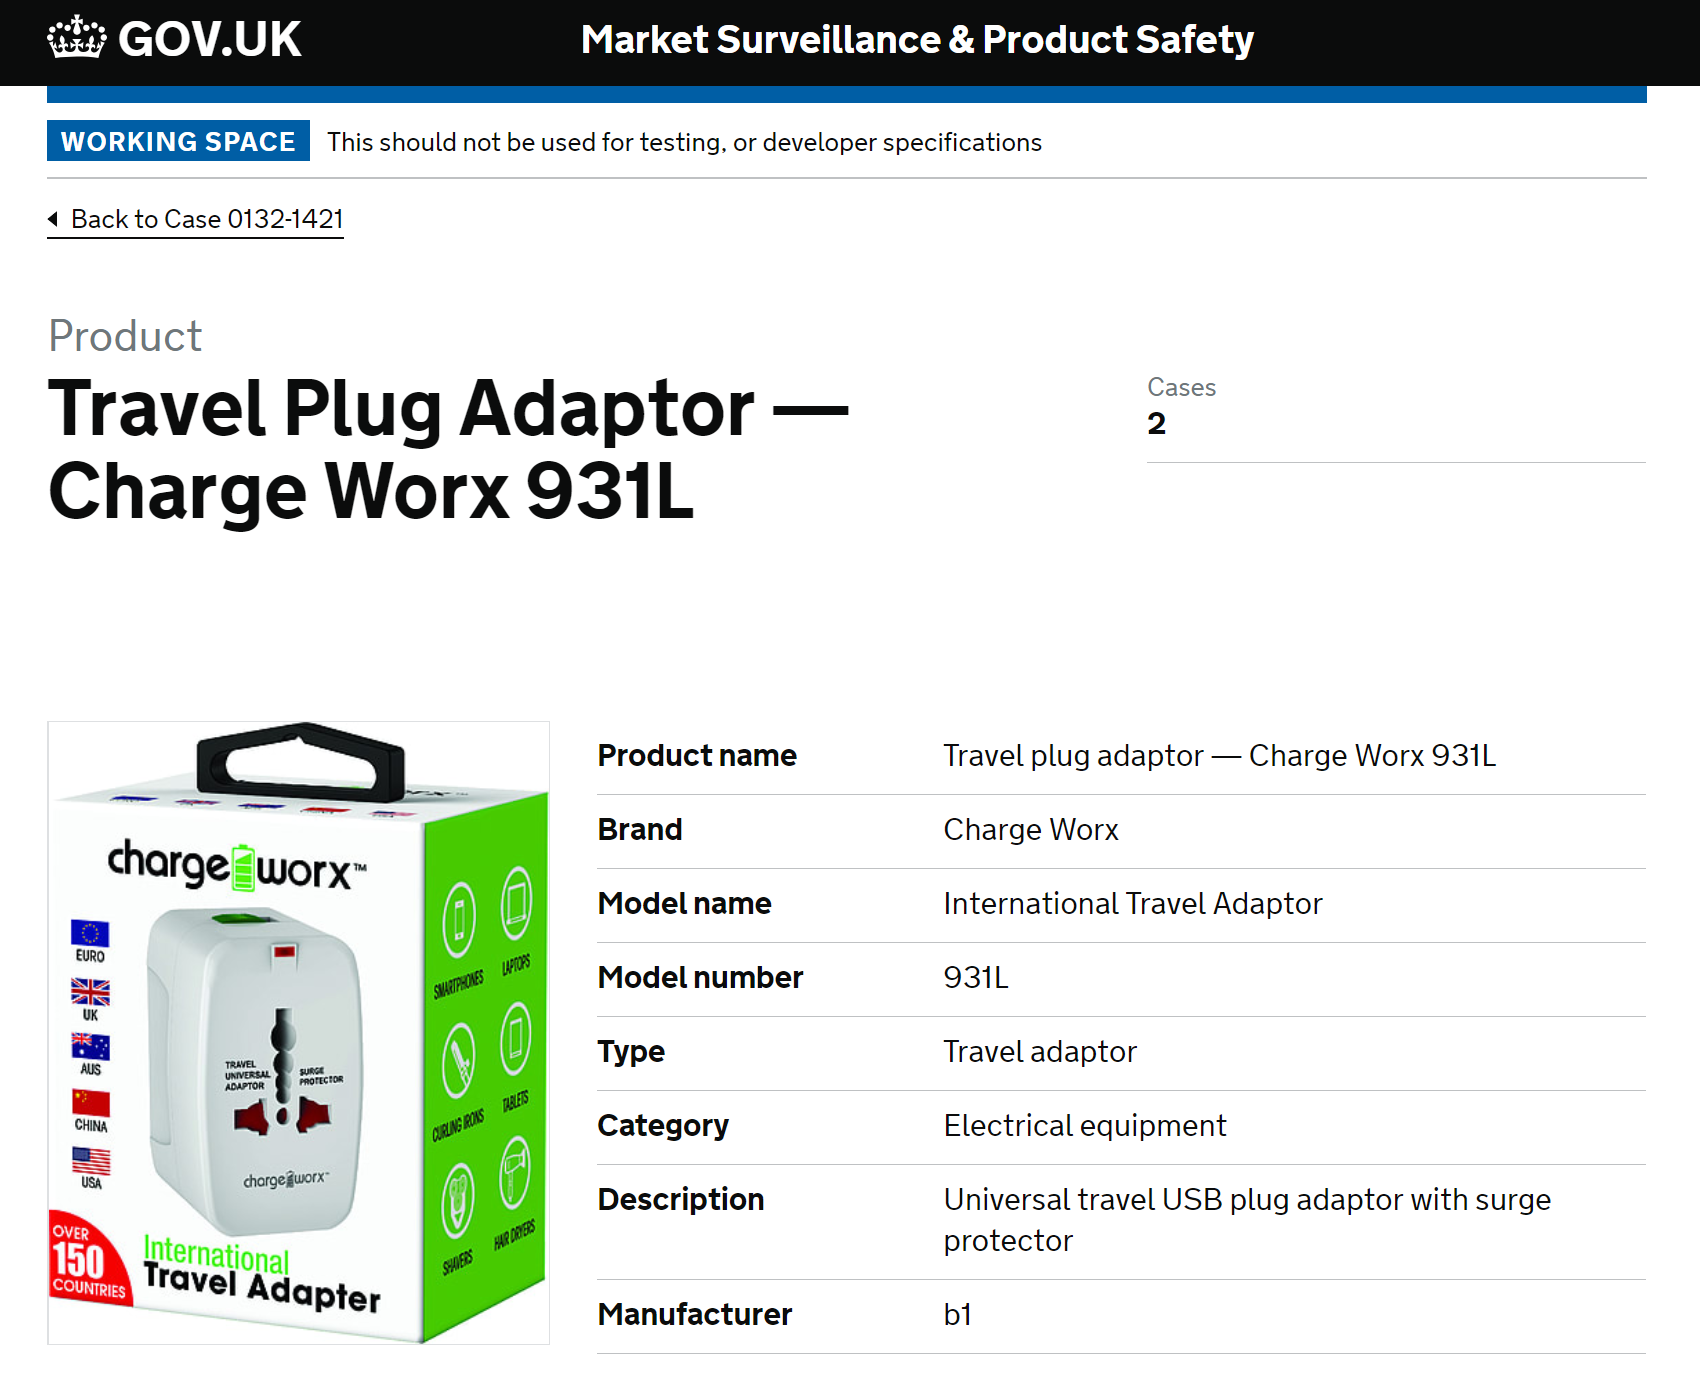 GOV.UK
Market Surveillance & Product Safety
WORKING SPACE This should not be used for testing, or developer specifications
Back to Case 0132-1421
Product
Travel Plug Adaptor —
Charge Worx 931L
Cases
2
chargeworx™
EURO
UK
AUS
CHINA
USA
TRAVEL
UNIVERSAL
ADAPTOR
SURGE
PROTECTOR
chargeworx™
OVER
150
COUNTRIES
International
Travel Adapter
SMARTPHONES
LAPTOPS
CURLING IRONS
TABLETS
SHAVERS
HAIR DRYERS
Product name Travel plug adaptor — Charge Worx 931L
Brand Charge Worx
Model name International Travel Adaptor
Model number 931L
Type Travel adaptor
Category Electrical equipment
Description Universal travel USB plug adaptor with surge
protector
Manufacturer b1